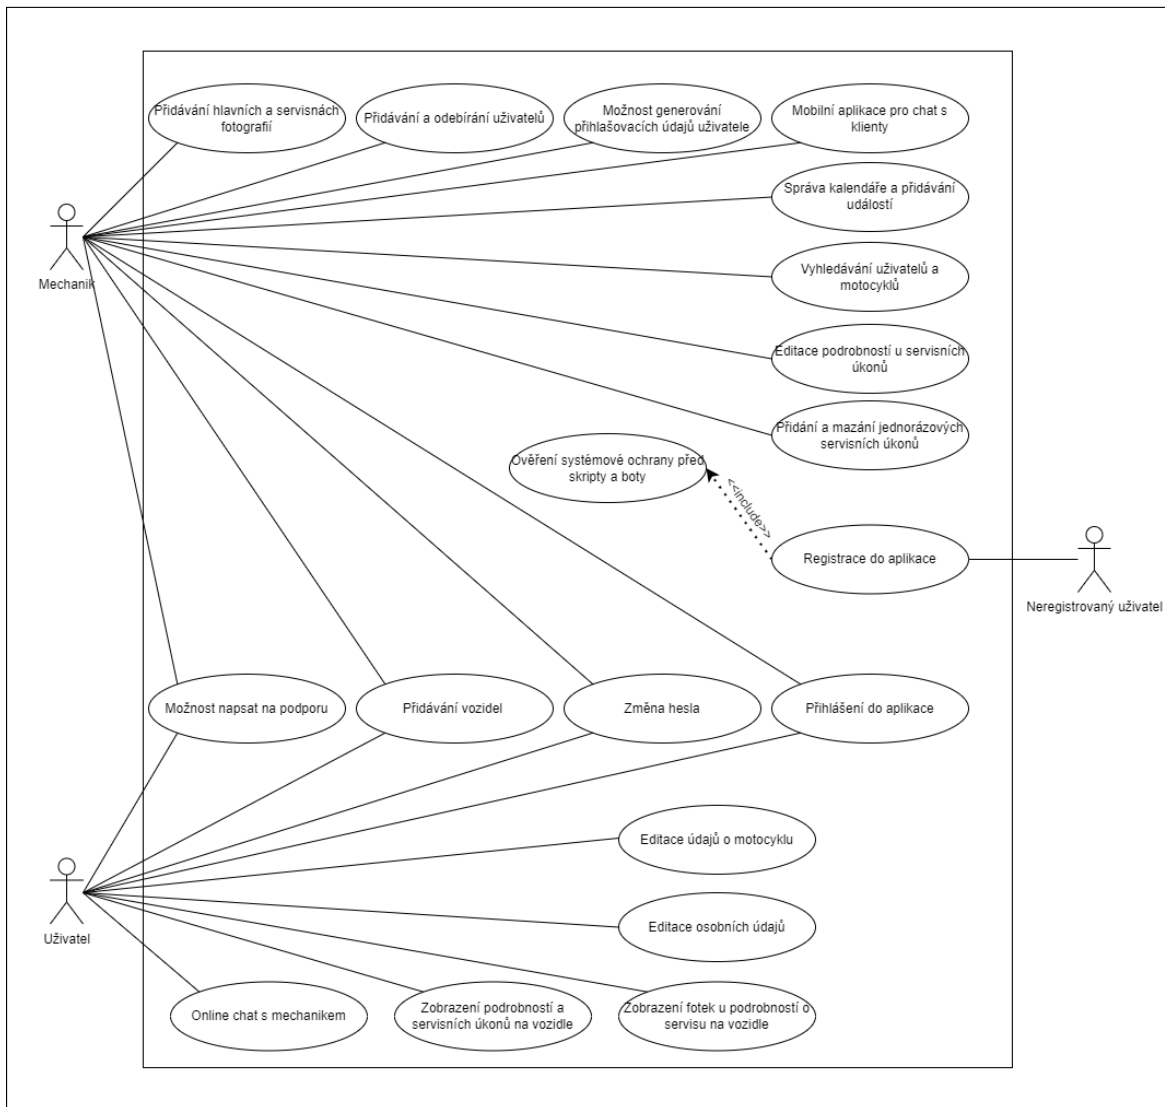 Přidávání hlavních a servisnách
fotografií
Přidávání a odebírání uživatelů
Možnost generování
přihlašovacích údajů uživatele
Mobilní aplikace pro chat s
klienty
Správa kalendáře a přidávání
událostí
Mechanik
Vyhledávání uživatelů a
motocyklů
Editace podrobností u servisních
úkonů
Přidání a mazání jednorázových
servisních úkonů
Ověření systémové ochrany před
skripty a boty
<<include>>
Registrace do aplikace
Neregistrovaný uživatel
Možnost napsat na podporu
Přidávání vozidel
Změna hesla
Přihlášení do aplikace
Editace údajů o motocyklu
Uživatel
Editace osobních údajů
Online chat s mechanikem
Zobrazení podrobností a
servisních úkonů na vozidle
Zobrazení fotek u podrobností o
servisu na vozidle